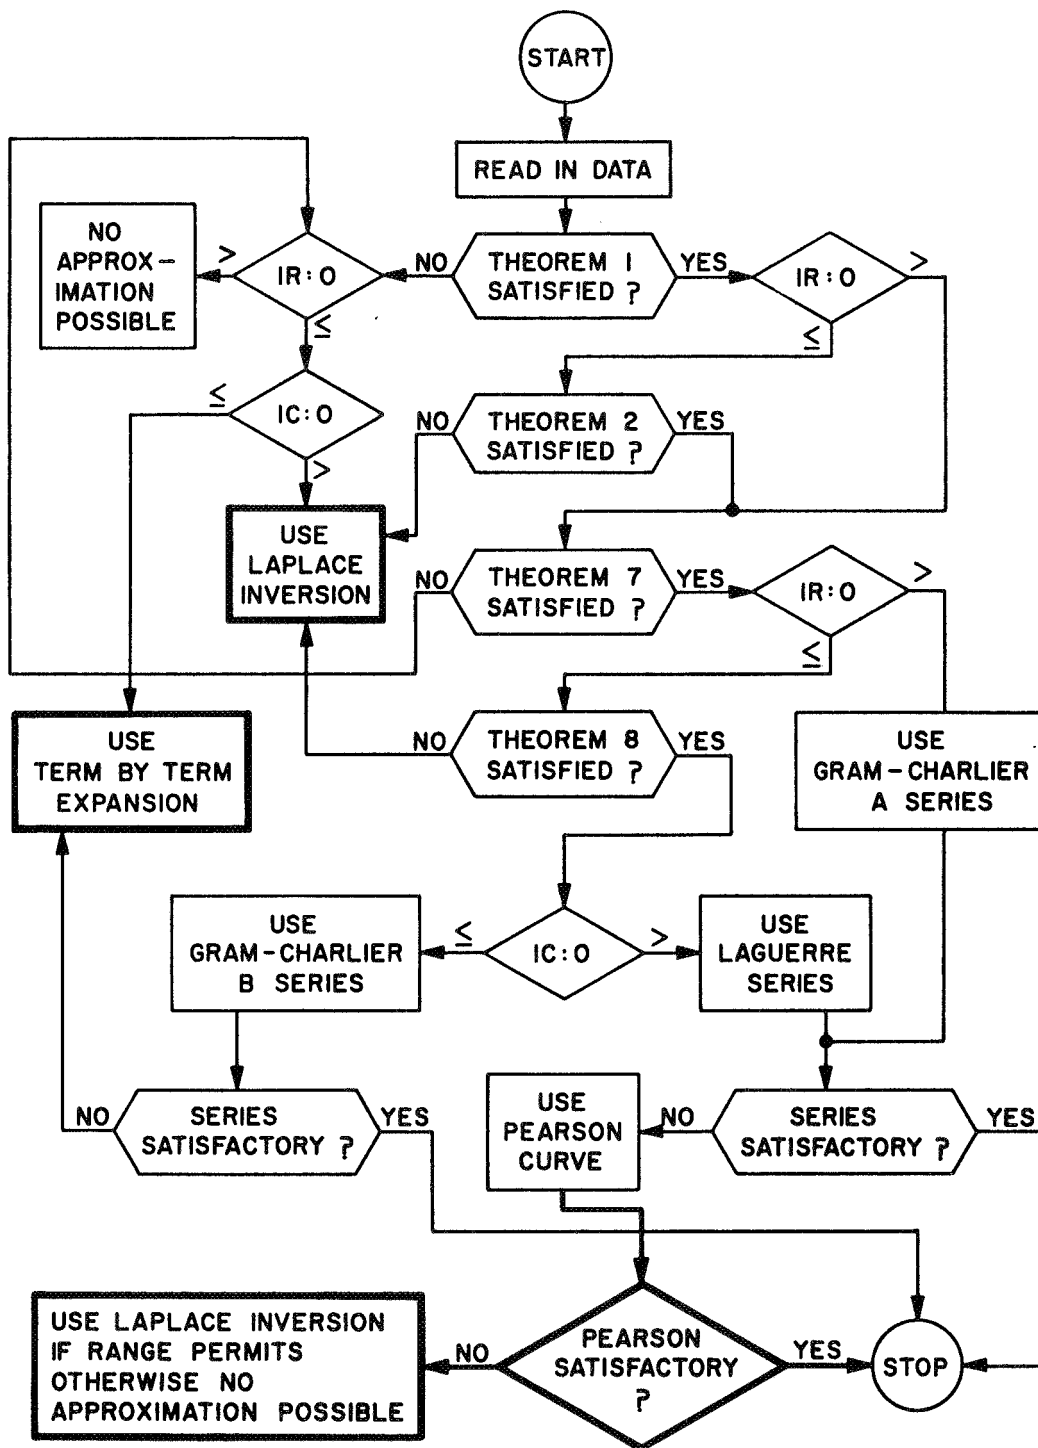 START
READ IN DATA
NO
APPROX-
IMATION
POSSIBLE
>
IR:O
NO
THEOREM 1
SATISFIED ?
YES
IR:O
>
≤
≤
≤
IC:O
>
NO
THEOREM 2
SATISFIED ?
YES
USE
LAPLACE
INVERSION
NO
THEOREM 7
SATISFIED ?
YES
IR:O
>
≤
USE
TERM BY TERM
EXPANSION
NO
THEOREM 8
SATISFIED ?
YES
USE
GRAM-CHARLIER
A SERIES
USE
GRAM-CHARLIER
B SERIES
≤
IC:O
>
USE
LAGUERRE
SERIES
NO
SERIES
SATISFACTORY ?
YES
USE
PEARSON
CURVE
NO
SERIES
SATISFACTORY ?
YES
USE LAPLACE INVERSION
IF RANGE PERMITS
OTHERWISE NO
APPROXIMATION POSSIBLE
NO
PEARSON
SATISFACTORY
?
YES
STOP